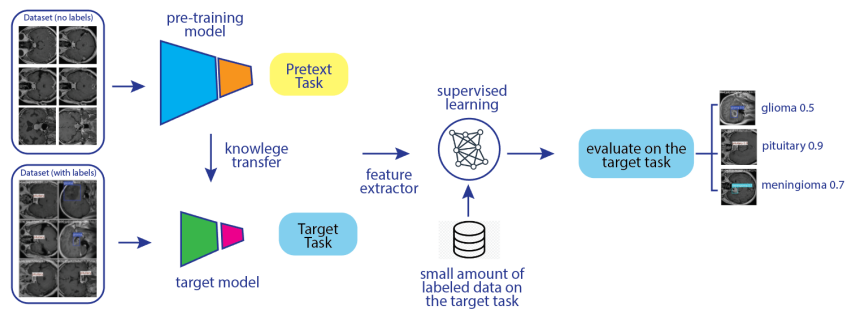 Dataset (no labels)
pre-training
model
Pretext
Task
knowlege
transfer
Dataset (with labels)
target model
Target
Task
feature
extractor
supervised
learning
small amount of
labeled data on
the target task
evaluate on the
target task
glioma 0.5
pituitary 0.9
meningioma 0.7